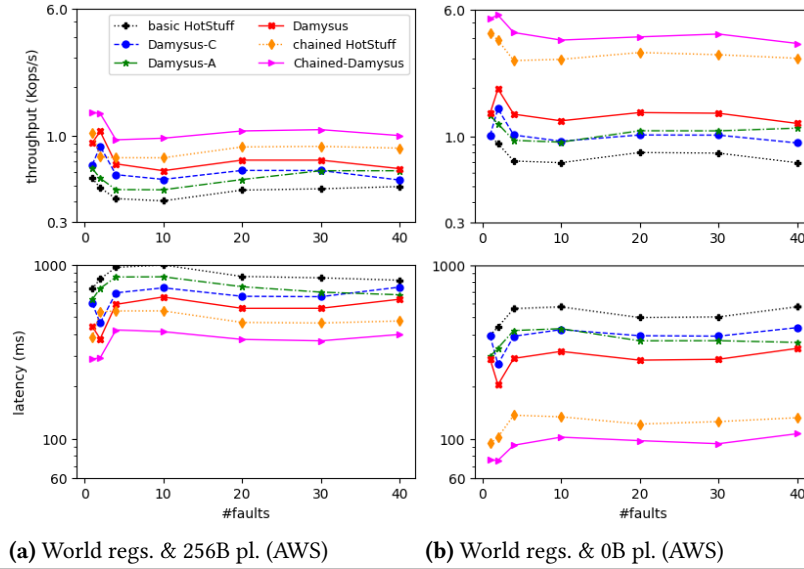 6.0
1.0
0.3
throughput (Kops/s)
basic HotStuff
Damysus-C
Damysus-A
Damysus
chained HotStuff
Chained-Damysus
0 10 20 30 40
6.0
1.0
0.3
0 10 20 30 40
1000
100
60
latency (ms)
0 10 20 30 40
#faults
1000
100
60
0 10 20 30 40
#faults
(a) World regs. & 256B pl. (AWS)
(b) World regs. & 0B pl. (AWS)